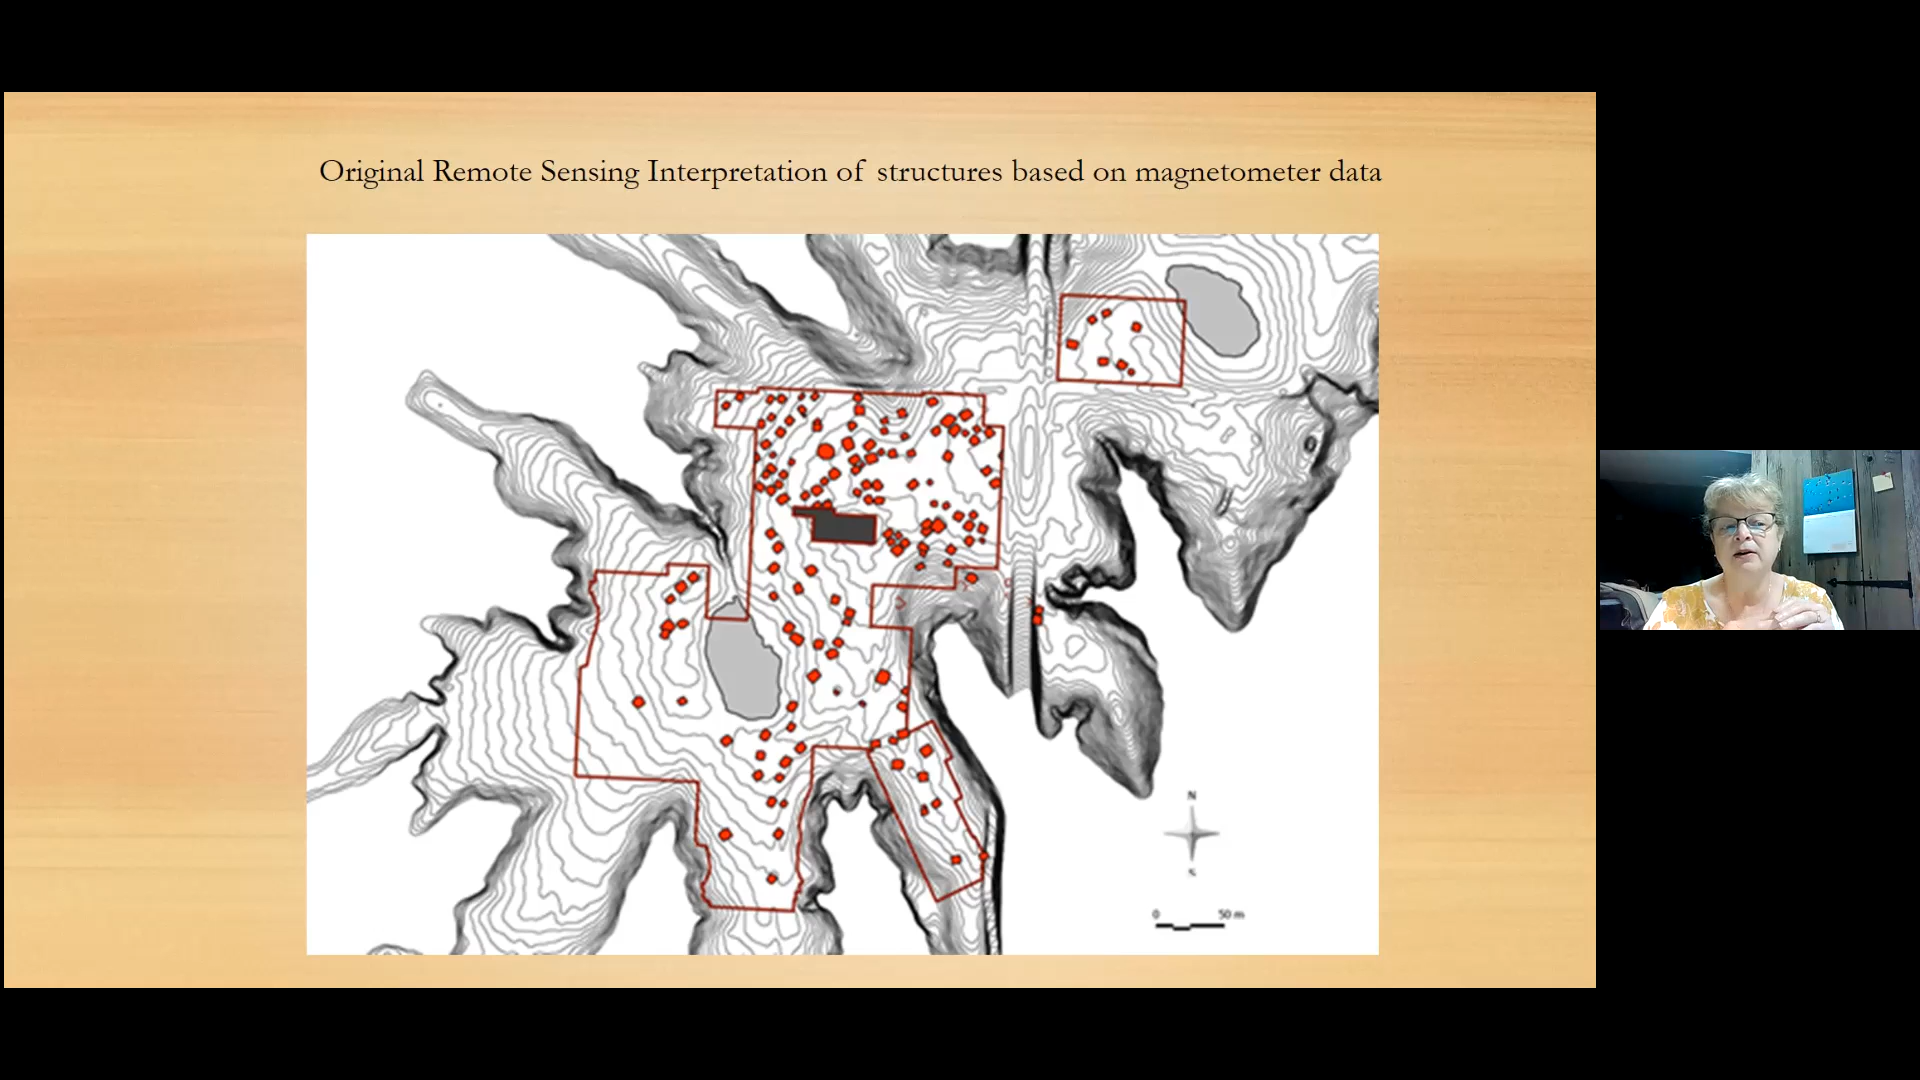 Original Remote Sensing Interpretation of structures based on magnetometer data
N
S
0 50 m